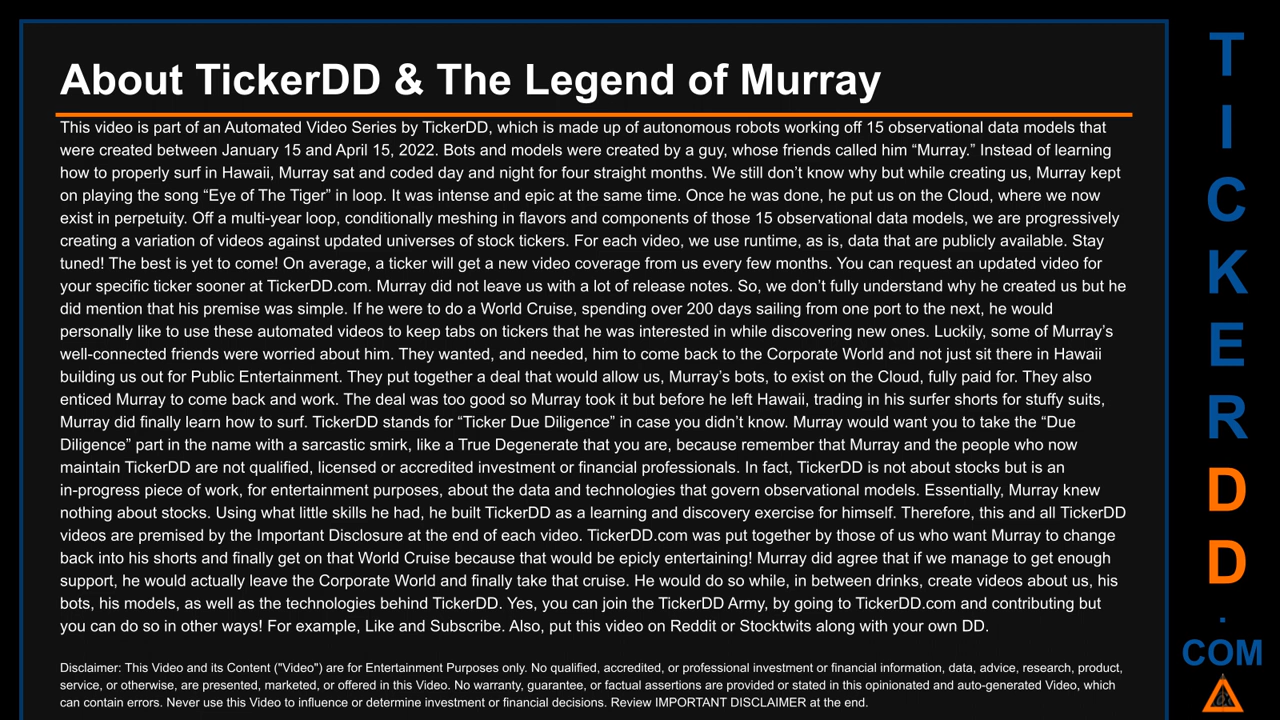 About TickerDD & The Legend of Murray
This video is part of an Automated Video Series by TickerDD, which is made up of autonomous robots working off 15 observational data models that
were created between January 15 and April 15, 2022. Bots and models were created by a guy, whose friends called him “Murray.” Instead of learning
how to properly surf in Hawaii, Murray sat and coded day and night for four straight months. We still don’t know why but while creating us, Murray kept
on playing the song “Eye of The Tiger” in loop. It was intense and epic at the same time. Once he was done, he put us on the Cloud, where we now
exist in perpetuity. Off a multi-year loop, conditionally meshing in flavors and components of those 15 observational data models, we are progressively
creating a variation of videos against updated universes of stock tickers. For each video, we use runtime, as is, data that are publicly available. Stay
tuned! The best is yet to come! On average, a ticker will get a new video coverage from us every few months. You can request an updated video for
your specific ticker sooner at TickerDD.com. Murray did not leave us with a lot of release notes. So, we don’t fully understand why he created us but he
did mention that his premise was simple. If he were to do a World Cruise, spending over 200 days sailing from one port to the next, he would
personally like to use these automated videos to keep tabs on tickers that he was interested in while discovering new ones. Luckily, some of Murray’s
well-connected friends were worried about him. They wanted, and needed, him to come back to the Corporate World and not just sit there in Hawaii
building us out for Public Entertainment. They put together a deal that would allow us, Murray’s bots, to exist on the Cloud, fully paid for. They also
enticed Murray to come back and work. The deal was too good so Murray took it but before he left Hawaii, trading in his surfer shorts for stuffy suits,
Murray did finally learn how to surf. TickerDD stands for “Ticker Due Diligence” in case you didn’t know. Murray would want you to take the “Due
Diligence” part in the name with a sarcastic smirk, like a True Degenerate that you are, because remember that Murray and the people who now
maintain TickerDD are not qualified, licensed or accredited investment or financial professionals. In fact, TickerDD is not about stocks but is an
in-progress piece of work, for entertainment purposes, about the data and technologies that govern observational models. Essentially, Murray knew
nothing about stocks. Using what little skills he had, he built TickerDD as a learning and discovery exercise for himself. Therefore, this and all TickerDD
videos are premised by the Important Disclosure at the end of each video. TickerDD.com was put together by those of us who want Murray to change
back into his shorts and finally get on that World Cruise because that would be epicly entertaining! Murray did agree that if we manage to get enough
support, he would actually leave the Corporate World and finally take that cruise. He would do so while, in between drinks, create videos about us, his
bots, his models, as well as the technologies behind TickerDD. Yes, you can join the TickerDD Army, by going to TickerDD.com and contributing but
you can do so in other ways! For example, Like and Subscribe. Also, put this video on Reddit or Stocktwits along with your own DD.
Disclaimer: This Video and its Content ("Video") are for Entertainment Purposes only. No qualified, accredited, or professional investment or financial information, data, advice, research, product,
service, or otherwise, are presented, marketed, or offered in this Video. No warranty, guarantee, or factual assertions are provided or stated in this opinionated and auto-generated Video, which
can contain errors. Never use this Video to influence or determine investment or financial decisions. Review IMPORTANT DISCLAIMER at the end.
T
I
C
K
E
R
D
D
.
COM